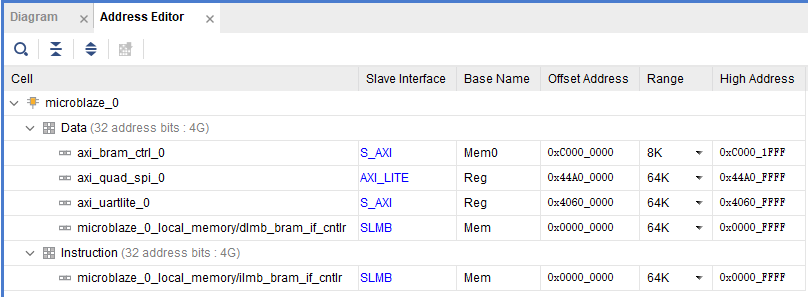 Diagram × Address Editor ×
Cell Slave Interface Base Name Offset Address Range High Address
microblaze_0
Data (32 address bits : 4G)
axi_bram_ctrl_0 S_AXI Mem0 0xC000_0000 8K 0xC000_1FFF
axi_quad_spi_0 AXI_LITE Reg 0x44A0_0000 64K 0x44A0_FFFF
axi_uartlite_0 S_AXI Reg 0x4060_0000 64K 0x4060_FFFF
microblaze_0_local_memory/dlmb_bram_if_cntlr SLMB Mem 0x0000_0000 64K 0x0000_FFFF
Instruction (32 address bits : 4G)
microblaze_0_local_memory/ilmb_bram_if_cntlr SLMB Mem 0x0000_0000 64K 0x0000_FFFF